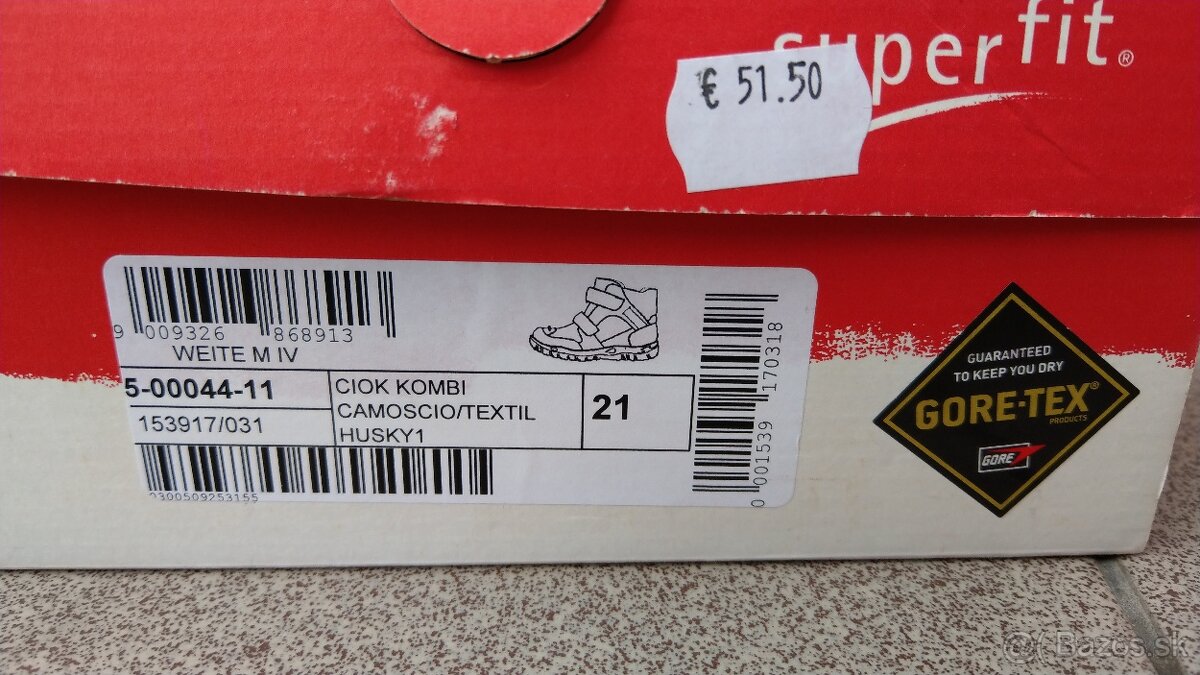 superfit®
€ 51.50
9 009326 868913
WEITE M IV
5-00044-11
153917/031
CIOK KOMBI
CAMOSCIO/TEXTIL
HUSKY1
21
0300509253155
0 001539 170318
GUARANTEED
TO KEEP YOU DRY
GORE-TEX®
PRODUCTS
GORE
Bazos.sk